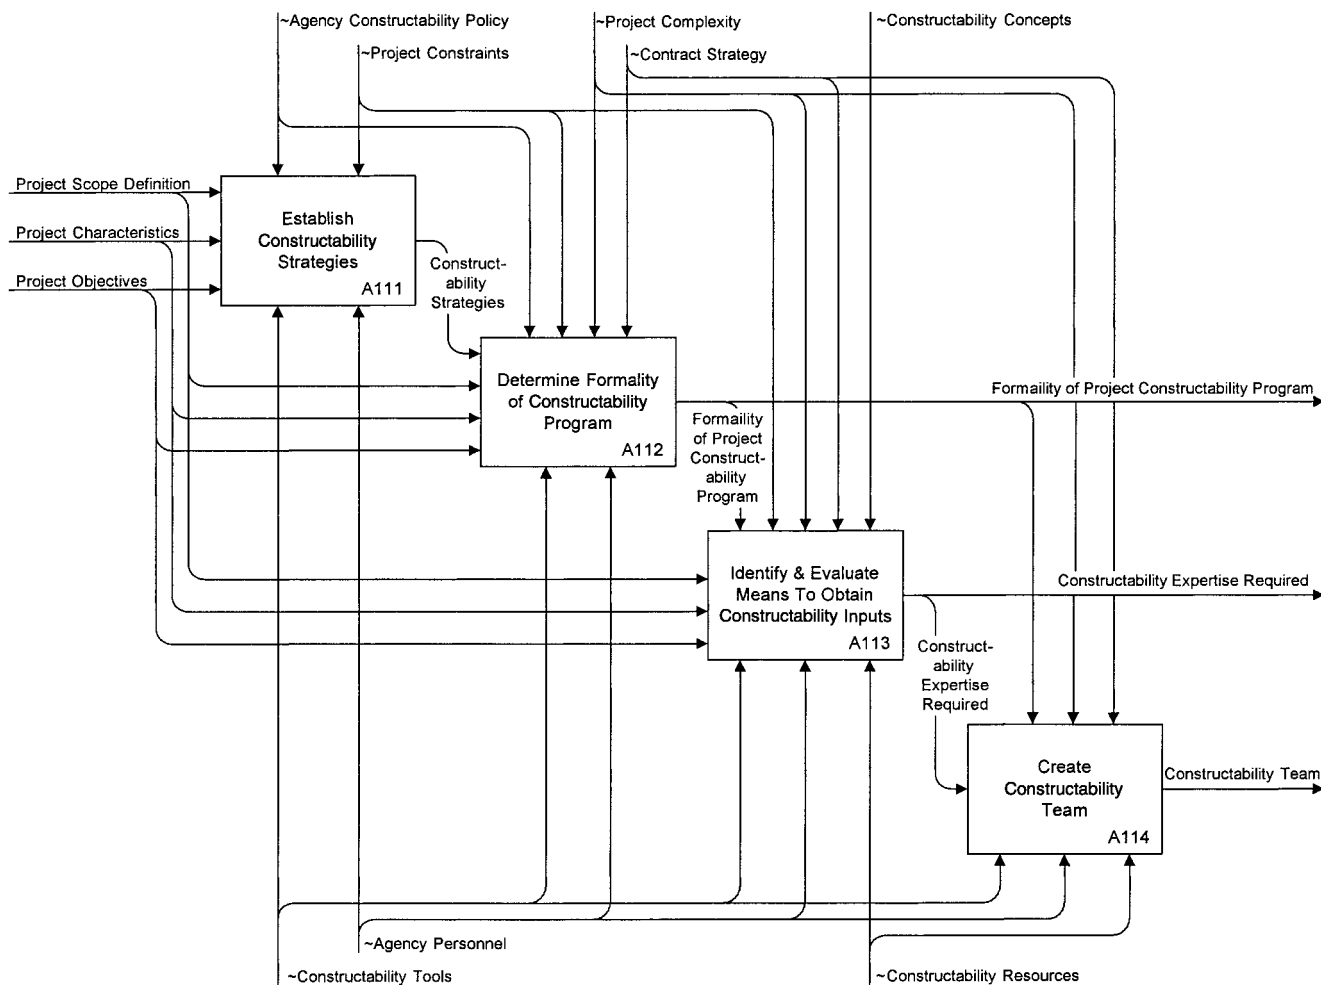 ~Agency Constructability Policy
~Project Complexity
~Constructability Concepts
~Project Constraints
~Contract Strategy
Project Scope Definition
Project Characteristics
Project Objectives
Establish
Constructability
Strategies
A111
Construct-
ability
Strategies
Determine Formality
of Constructability
Program
A112
Formaility
of Project
Construct-
ability
Program
Formaility of Project Constructability Program
Identify & Evaluate
Means To Obtain
Constructability Inputs
A113
Constructability Expertise Required
Construct-
ability
Expertise
Required
Create
Constructability
Team
A114
Constructability Team
~Agency Personnel
~Constructability Tools
~Constructability Resources